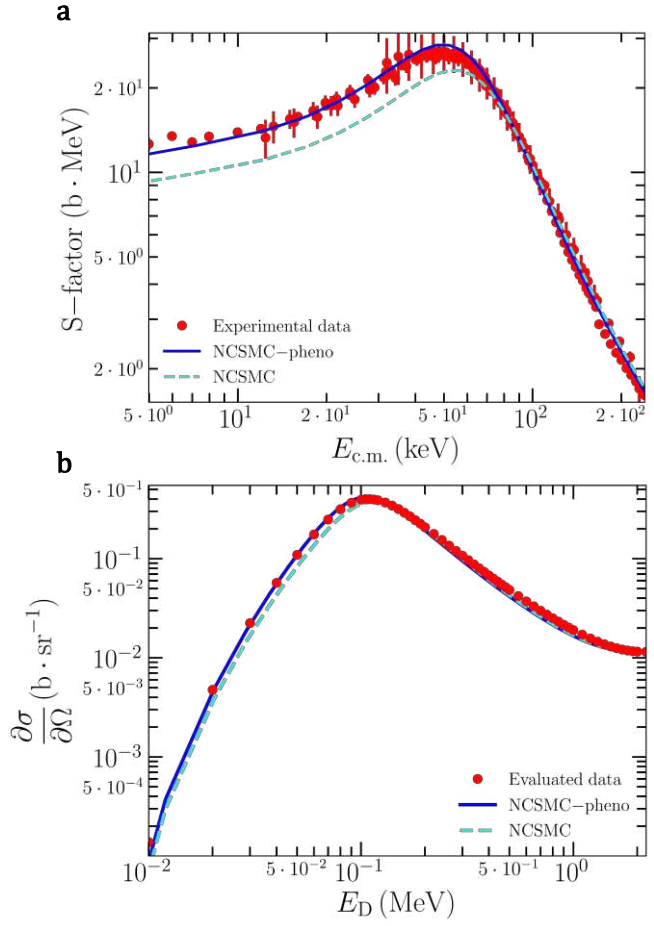 a
2 · 10¹
10¹
5 · 10⁰
2 · 10⁰
S−factor (b · MeV)
Experimental data
NCSMC−pheno
NCSMC
5 · 10⁰
10¹
2 · 10¹
5 · 10¹
10²
2 · 10²
E_c.m. (keV)
b
5 · 10⁻¹
10⁻¹
5 · 10⁻²
10⁻²
5 · 10⁻³
10⁻³
5 · 10⁻⁴
∂σ/∂Ω (b · sr⁻¹)
Evaluated data
NCSMC−pheno
NCSMC
10⁻²
5 · 10⁻²
10⁻¹
5 · 10⁻¹
10⁰
E_D (MeV)